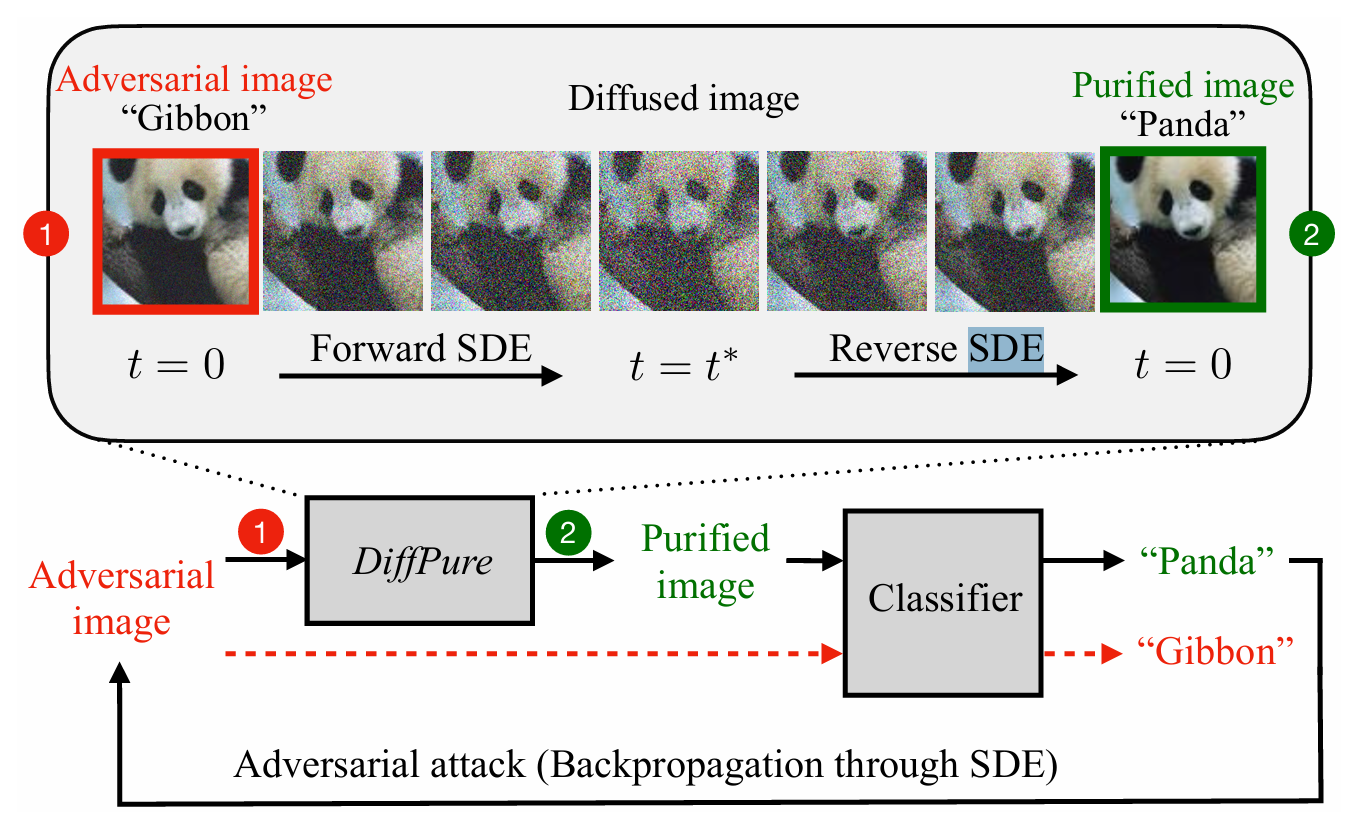 Adversarial image
“Gibbon”
Diffused image
Purified image
“Panda”
1
2
t = 0
Forward SDE
t = t*
Reverse SDE
t = 0
1
DiffPure
2
Adversarial
image
Purified
image
Classifier
“Panda”
“Gibbon”
Adversarial attack (Backpropagation through SDE)